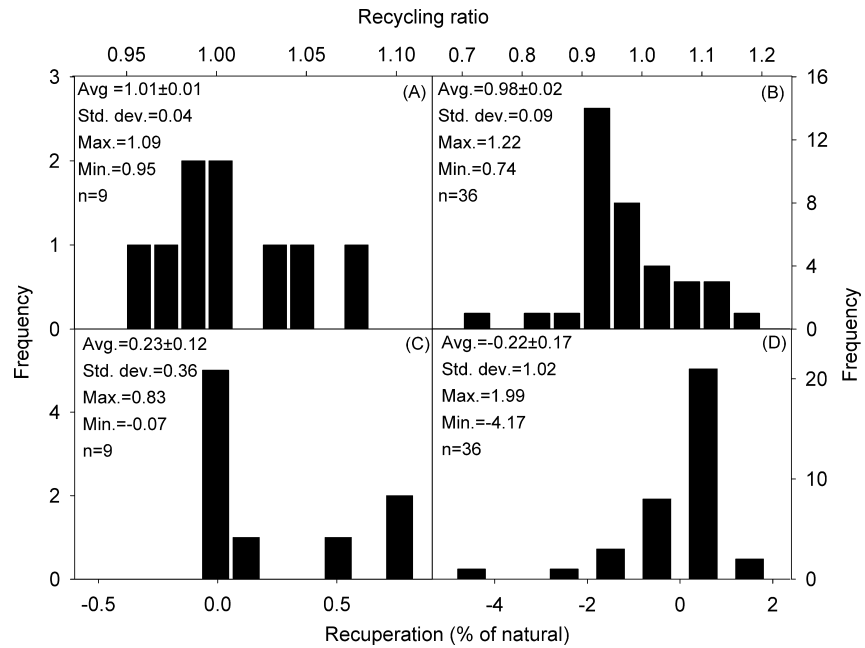 Recycling ratio
0.95 1.00 1.05 1.10 0.7 0.8 0.9 1.0 1.1 1.2
3
2
1
0
Avg =1.01±0.01
Std. dev.=0.04
Max.=1.09
Min.=0.95
n=9
(A)
Avg.=0.98±0.02
Std. dev.=0.09
Max.=1.22
Min.=0.74
n=36
(B)
16
12
8
4
0
Frequency
Frequency
4
2
0
Avg.=0.23±0.12
Std. dev.=0.36
Max.=0.83
Min.=-0.07
n=9
(C)
Avg.=-0.22±0.17
Std. dev.=1.02
Max.=1.99
Min.=-4.17
n=36
(D)
20
10
0
-0.5 0.0 0.5 -4 -2 0 2
Recuperation (% of natural)